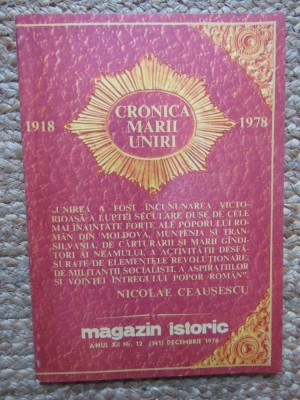 CRONICA
MARII
UNIRI
1918
1978
„UNIREA A FOST ÎNCUNUNAREA VICTO-
RIOASĂ A LUPTEI SECULARE DUSE DE CELE
MAI ÎNAINTATE FORȚE ALE POPORULUI RO-
MÂN DIN MOLDOVA, MUNTENIA ȘI TRAN-
SILVANIA, DE CĂRTURARII ȘI MARII GÎNDI-
TORI AI NEAMULUI, A ACTIVITĂȚII DESFĂ-
ȘURATE DE ELEMENTELE REVOLUȚIONARE,
DE MILITANȚII SOCIALIȘTI, A ASPIRAȚIILOR
ȘI VOINȚEI ÎNTREGULUI POPOR ROMÂN”.
NICOLAE CEAUȘESCU
magazin istoric
ANUL XII Nr. 12 (141) DECEMBRIE 1978